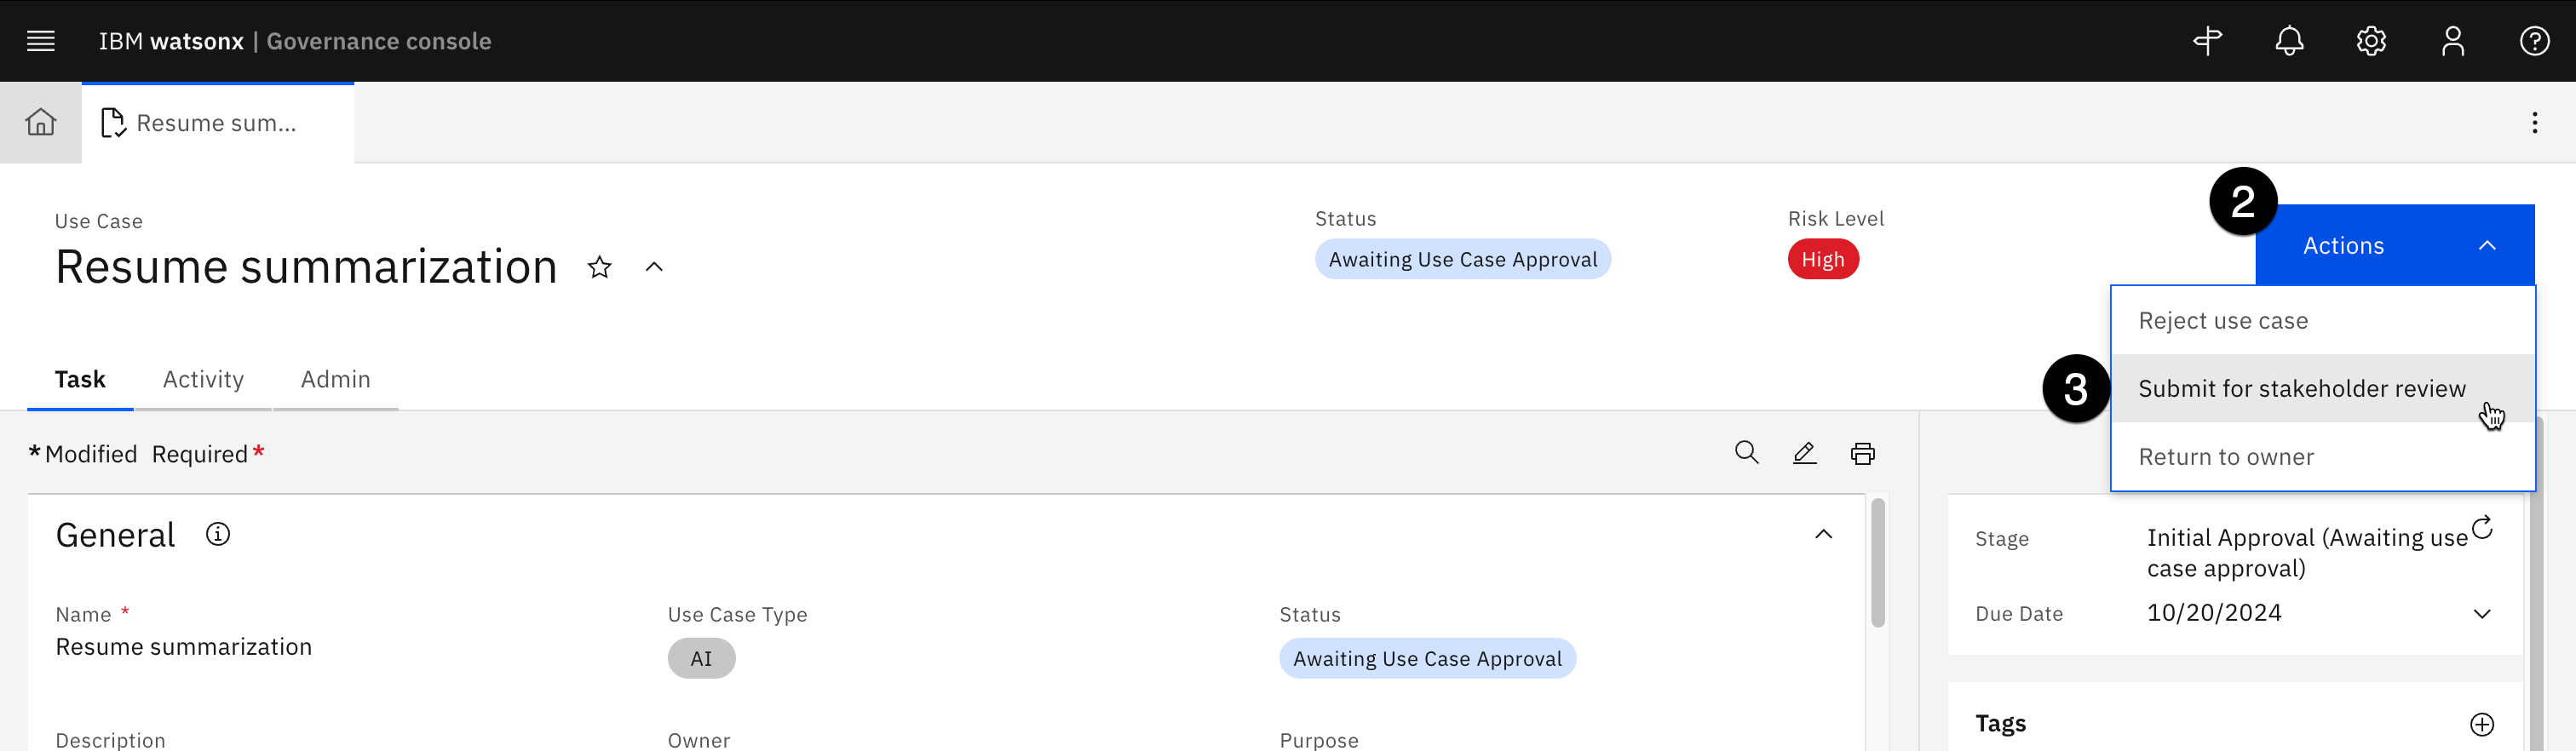 IBM watsonx | Governance console
Resume sum...
Use Case
Resume summarization
Status
Awaiting Use Case Approval
Risk Level
High
2
Actions
Reject use case
3
Submit for stakeholder review
Return to owner
Task
Activity
Admin
*Modified Required*
General
Name *
Resume summarization
Use Case Type
AI
Status
Awaiting Use Case Approval
Description
Owner
Purpose
Stage
Initial Approval (Awaiting use
case approval)
Due Date
10/20/2024
Tags